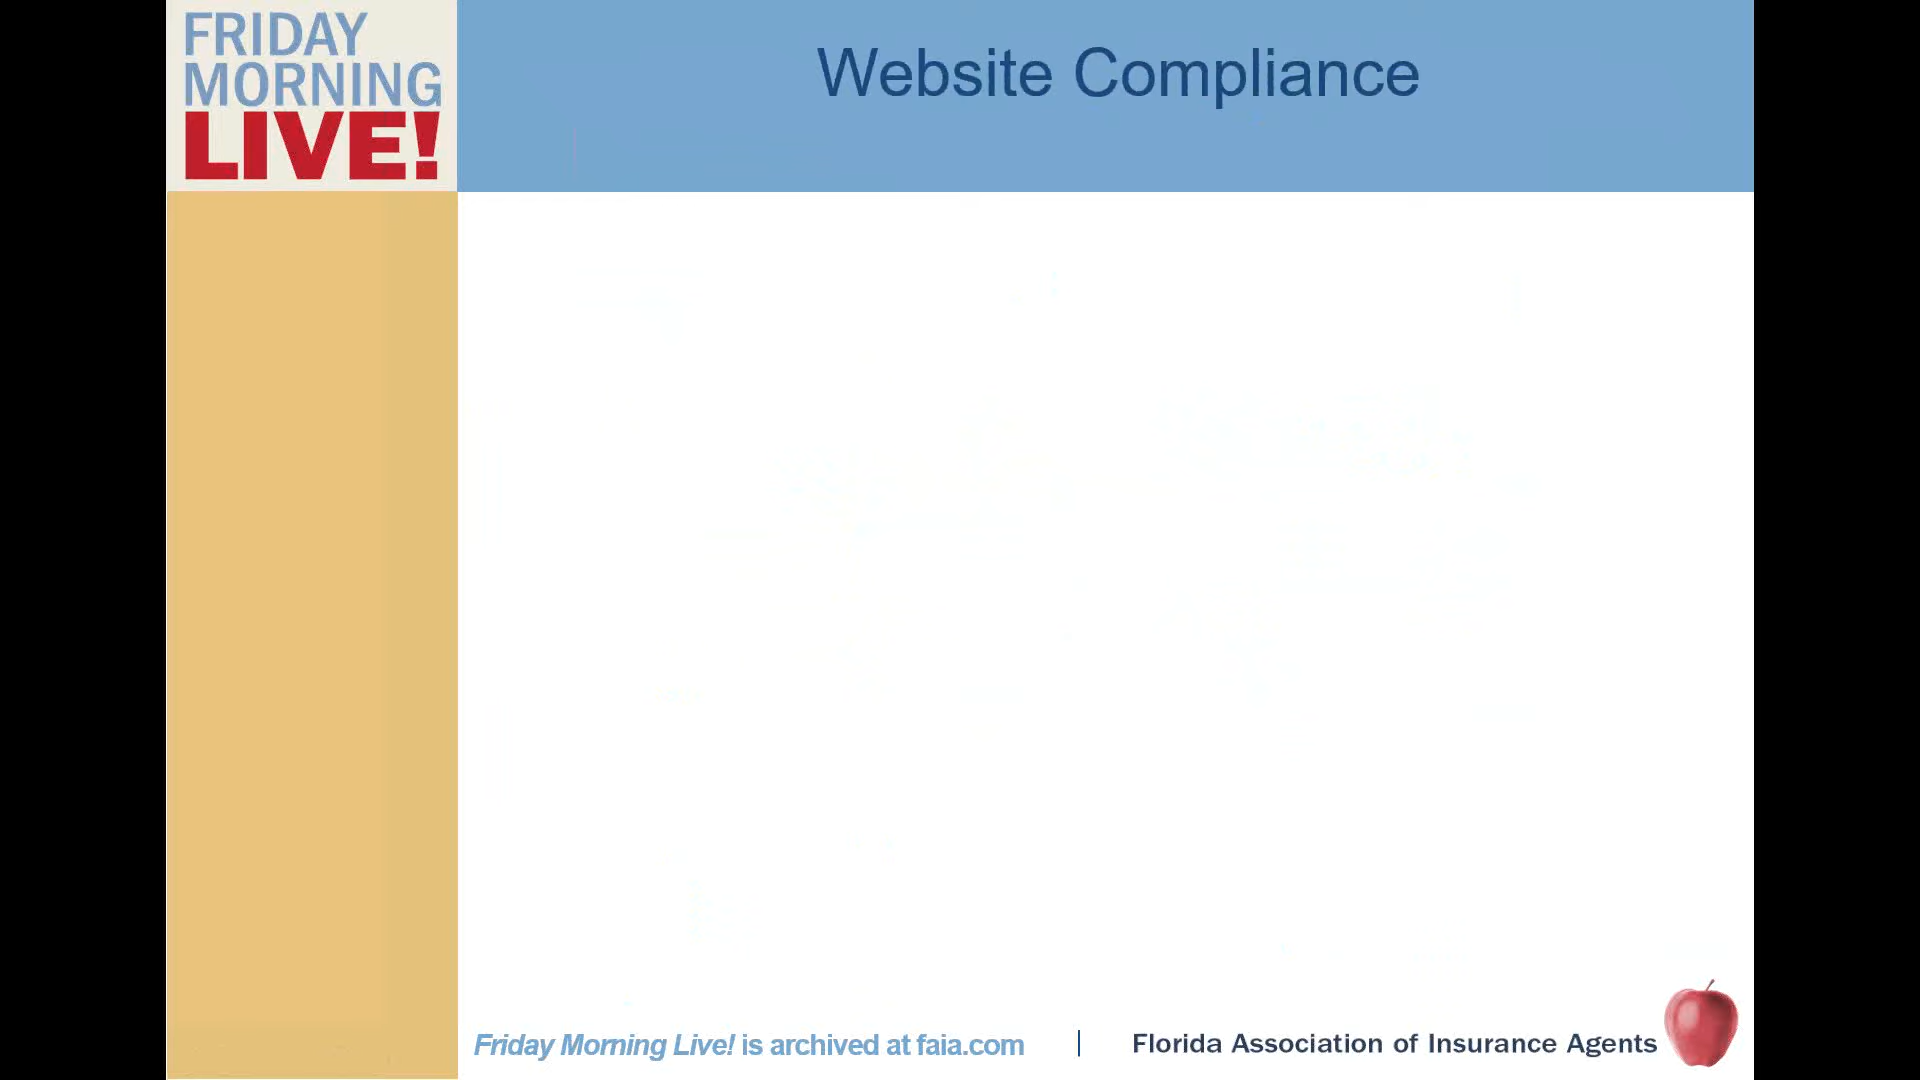 FRIDAY
MORNING
LIVE!
Website Compliance
Friday Morning Live! is archived at faia.com | Florida Association of Insurance Agents